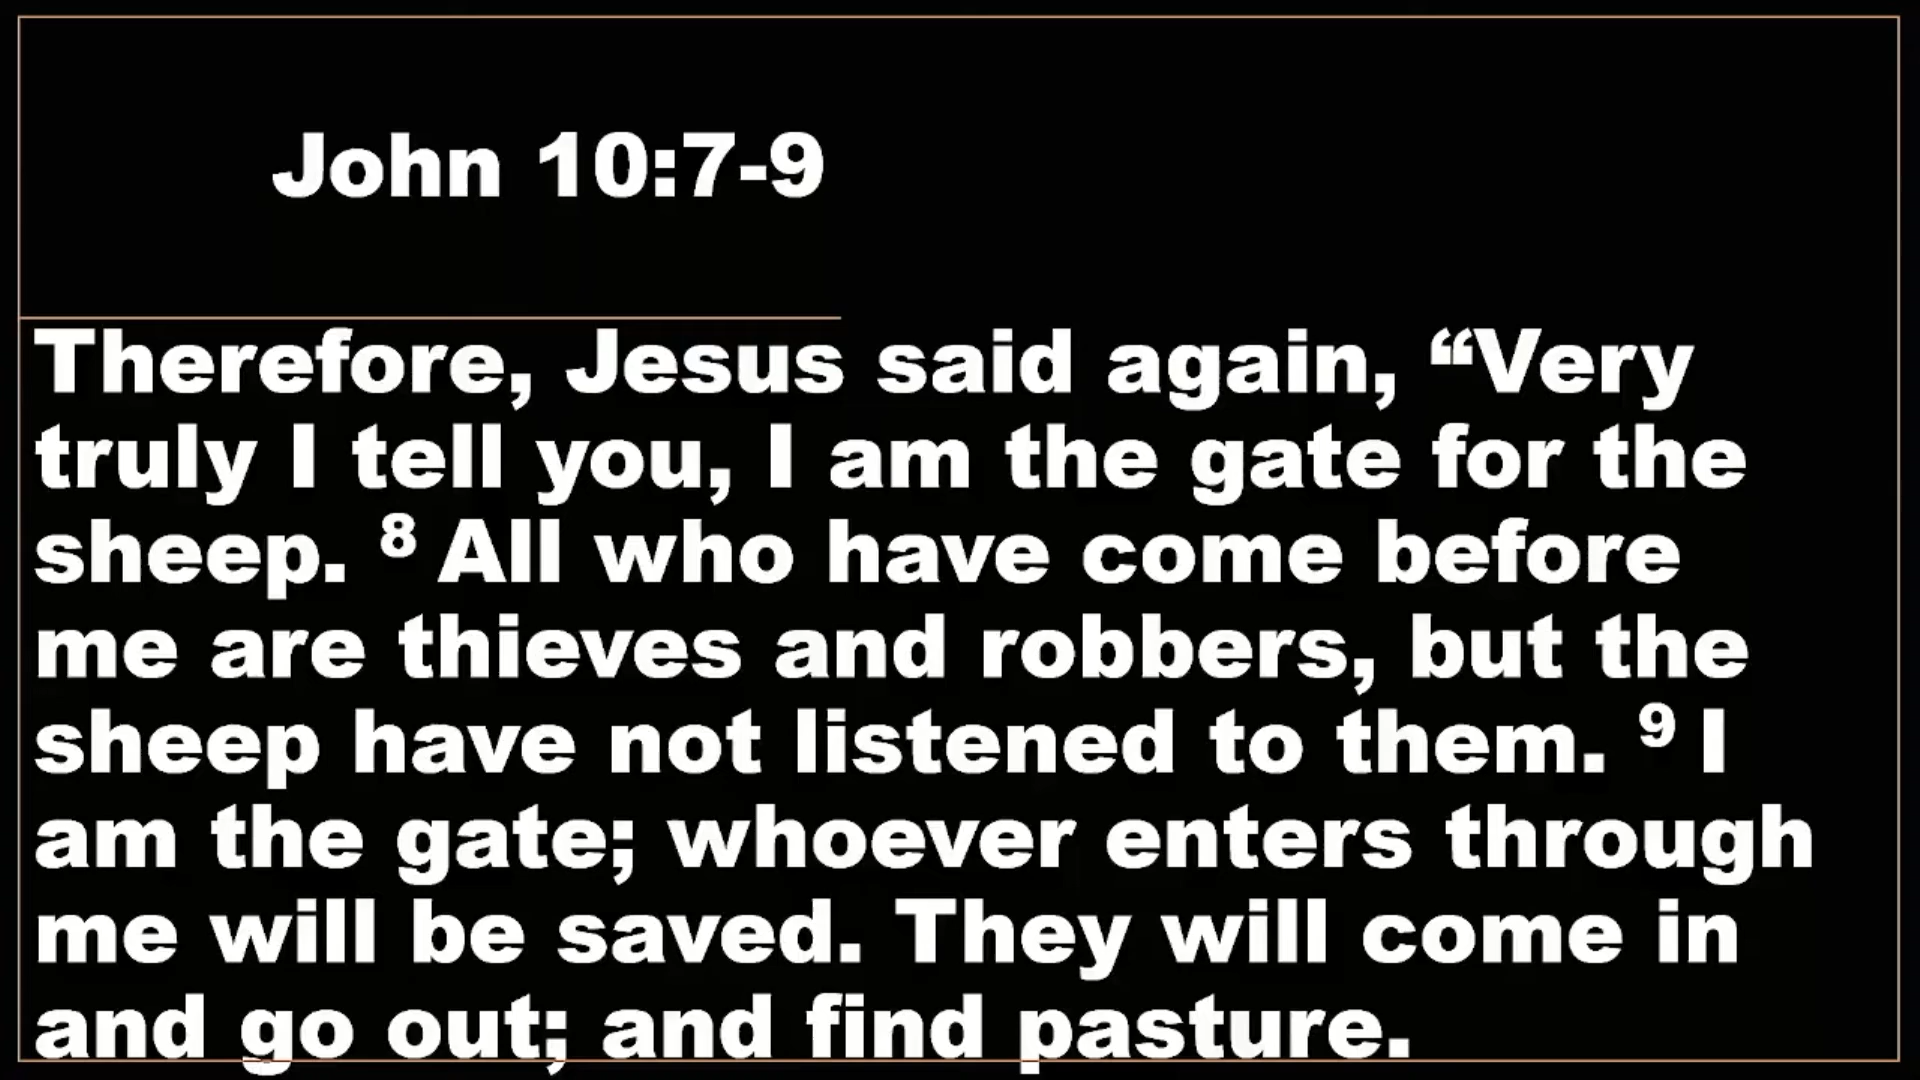 John 10:7-9
Therefore, Jesus said again, “Very
truly I tell you, I am the gate for the
sheep. ⁸ All who have come before
me are thieves and robbers, but the
sheep have not listened to them. ⁹ I
am the gate; whoever enters through
me will be saved. They will come in
and go out; and find pasture.